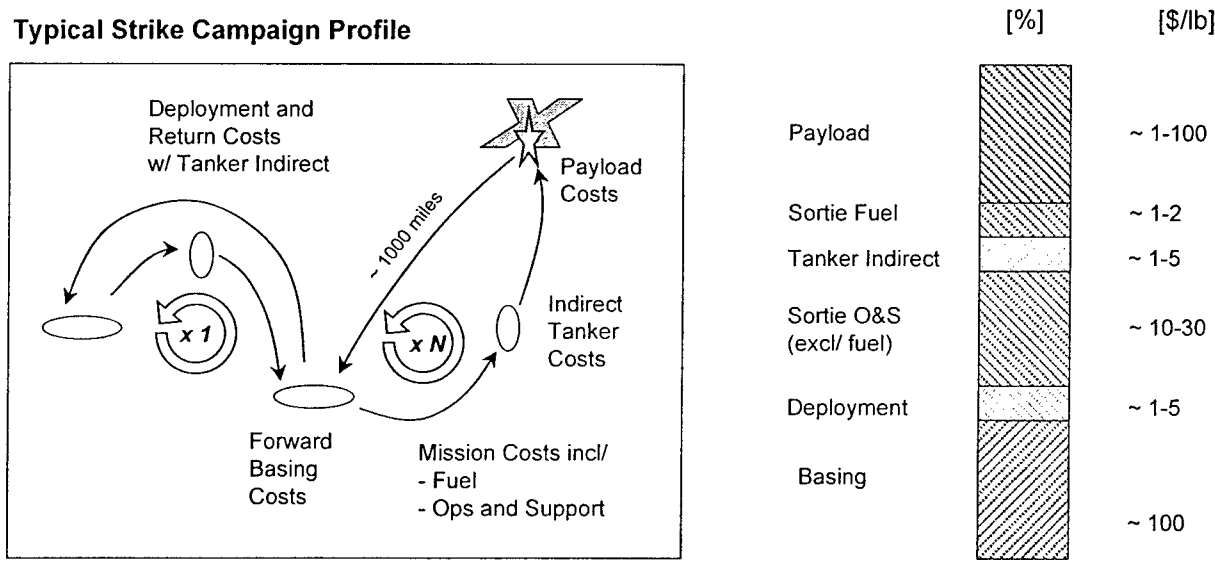 Typical Strike Campaign Profile
Deployment and
Return Costs
w/ Tanker Indirect
Payload
Costs
~ 1000 miles
x 1
x N
Indirect
Tanker
Costs
Forward
Basing
Costs
Mission Costs incl/
- Fuel
- Ops and Support
[%] [$/lb]
Payload ~ 1-100
Sortie Fuel ~ 1-2
Tanker Indirect ~ 1-5
Sortie O&S
(excl/ fuel) ~ 10-30
Deployment ~ 1-5
Basing
~ 100